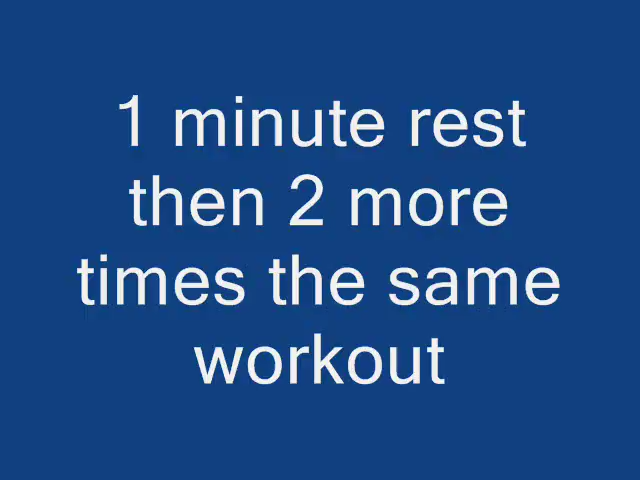 1 minute rest
then 2 more
times the same
workout